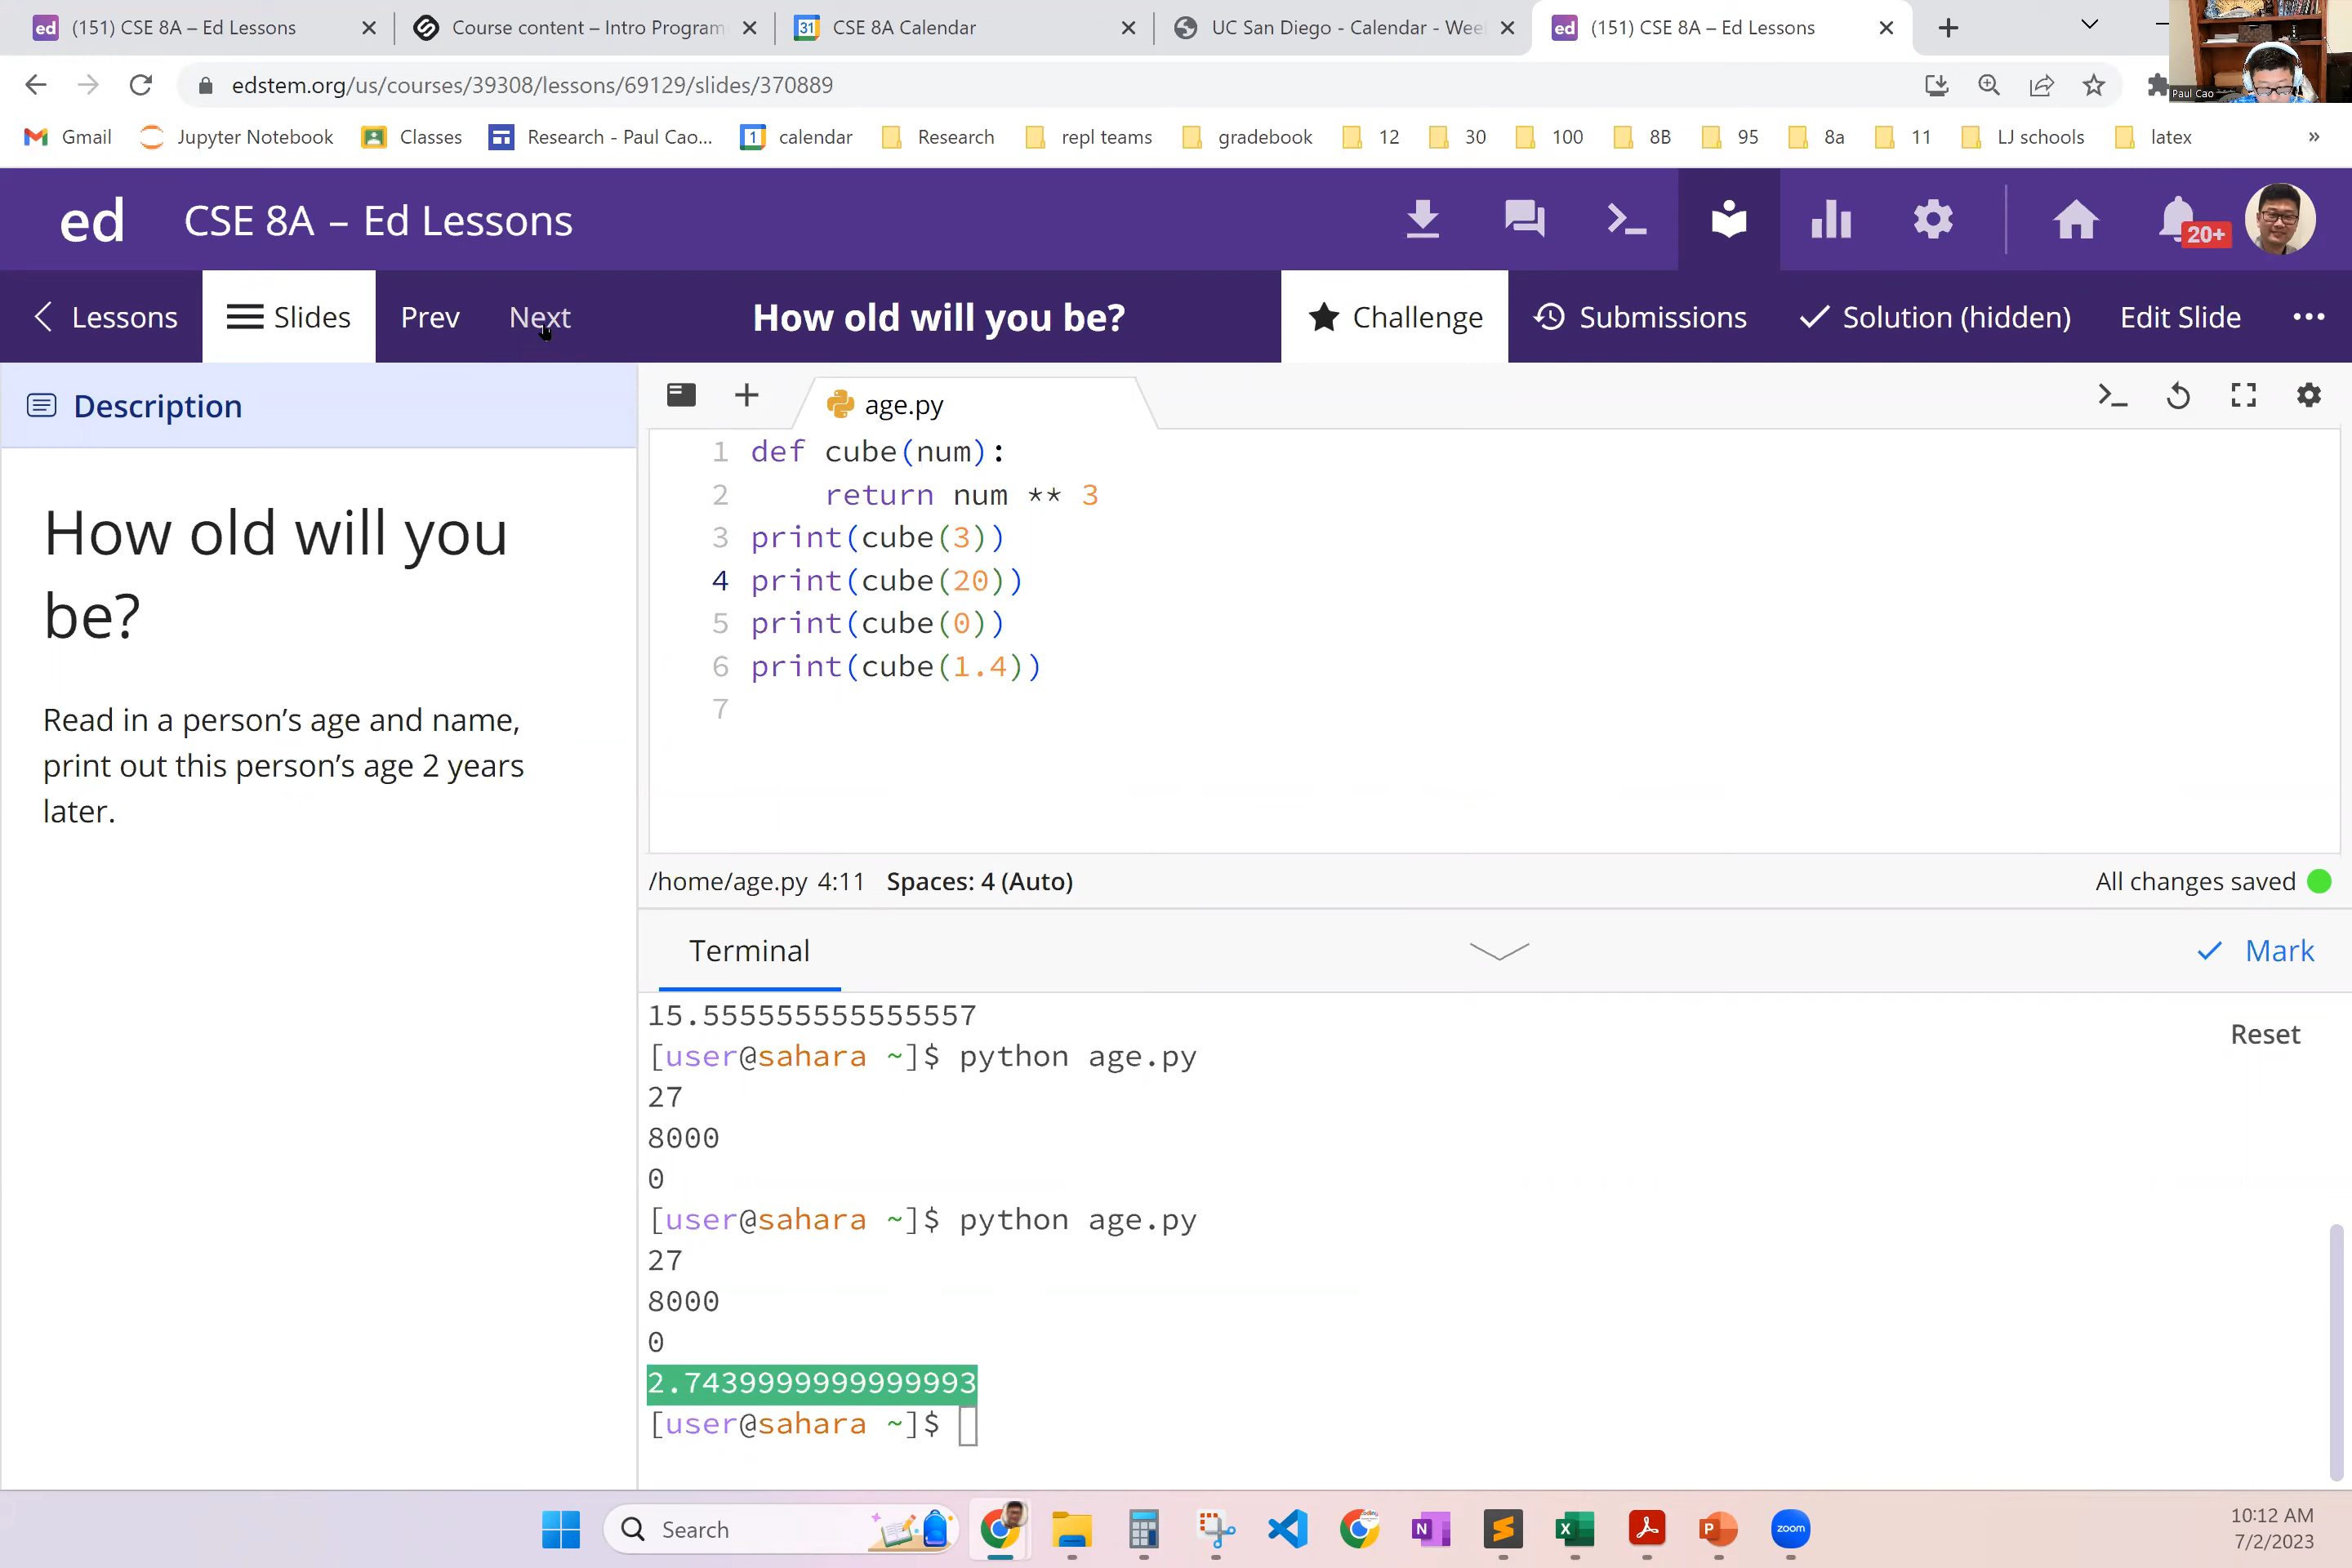 ed (151) CSE 8A – Ed Lessons
Course content – Intro Program
31 CSE 8A Calendar
UC San Diego - Calendar - Wee
ed (151) CSE 8A – Ed Lessons
edstem.org/us/courses/39308/lessons/69129/slides/370889
Paul Cao
Gmail
Jupyter Notebook
Classes
Research - Paul Cao...
1 calendar
Research
repl teams
gradebook
12
30
100
8B
95
8a
11
LJ schools
latex
»
ed CSE 8A – Ed Lessons
20+
Lessons
Slides
Prev
Next
How old will you be?
Challenge
Submissions
Solution (hidden)
Edit Slide
Description
How old will you
be?
Read in a person’s age and name,
print out this person’s age 2 years
later.
age.py
1 def cube(num):
2     return num ** 3
3 print(cube(3))
4 print(cube(20))
5 print(cube(0))
6 print(cube(1.4))
7
/home/age.py 4:11 Spaces: 4 (Auto)
All changes saved
Terminal
Mark
Reset
15.555555555555557
[user@sahara ~]$ python age.py
27
8000
0
[user@sahara ~]$ python age.py
27
8000
0
2.7439999999999993
[user@sahara ~]$
Search
N
X
P
zoom
10:12 AM
7/2/2023